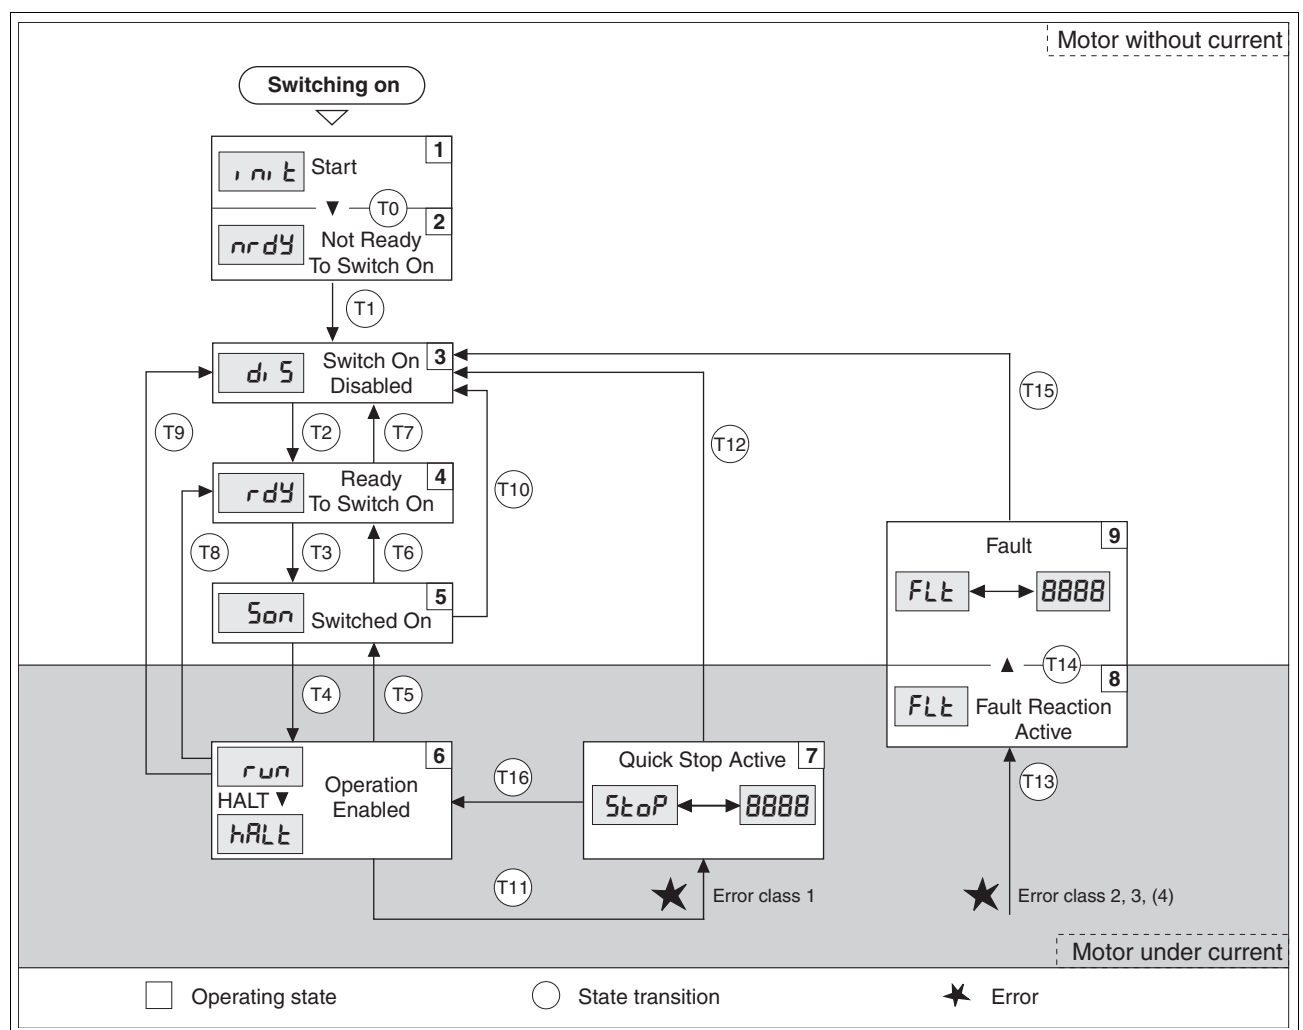 Motor without current
Switching on
1
init Start
T0
2
nrdY Not Ready
To Switch On
T1
3
diS Switch On
Disabled
T15
T9
T2
T7
T12
4
rdY Ready
To Switch On
T10
T8
T3
T6
9
Fault
FLt 8888
5
Son Switched On
T14
8
FLt Fault Reaction
Active
T4
T5
6
run
HALT
hALt
Operation
Enabled
T16
Quick Stop Active 7
StoP 8888
T13
T11
Error class 1
Error class 2, 3, (4)
Motor under current
Operating state
State transition
Error